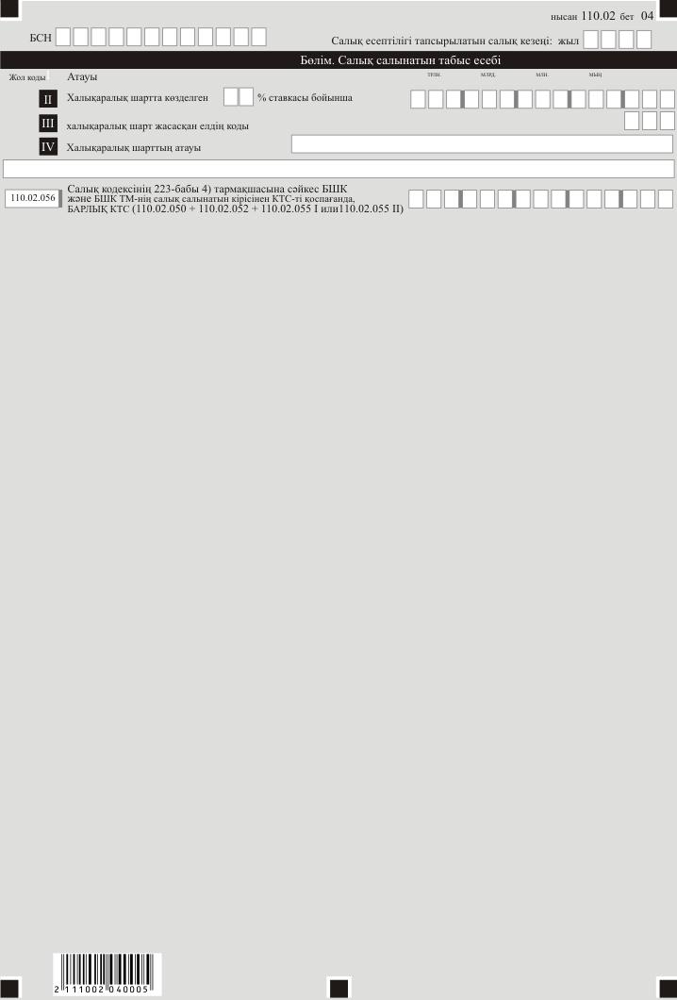 нысан 110.02 бет 04
БСН Салық есептілігі тапсырылатын салық кезеңі: жыл
Бөлім. Салық салынатын табыс есебі
Жол коды Атауы ТРЛН. МЛРД. МЛН. МЫҢ
II Халықаралық шартта көзделген % ставкасы бойынша
III халықаралық шарт жасасқан елдің коды
IV Халықаралық шарттың атауы
110.02.056 Салық кодексінің 223-бабы 4) тармақшасына сәйкес БШК
және БШК ТМ-нің салық салынатын кірісінен КТС-ті қоспағанда,
БАРЛЫҚ КТС (110.02.050 + 110.02.052 + 110.02.055 I или110.02.055 II)
2 111002 040005